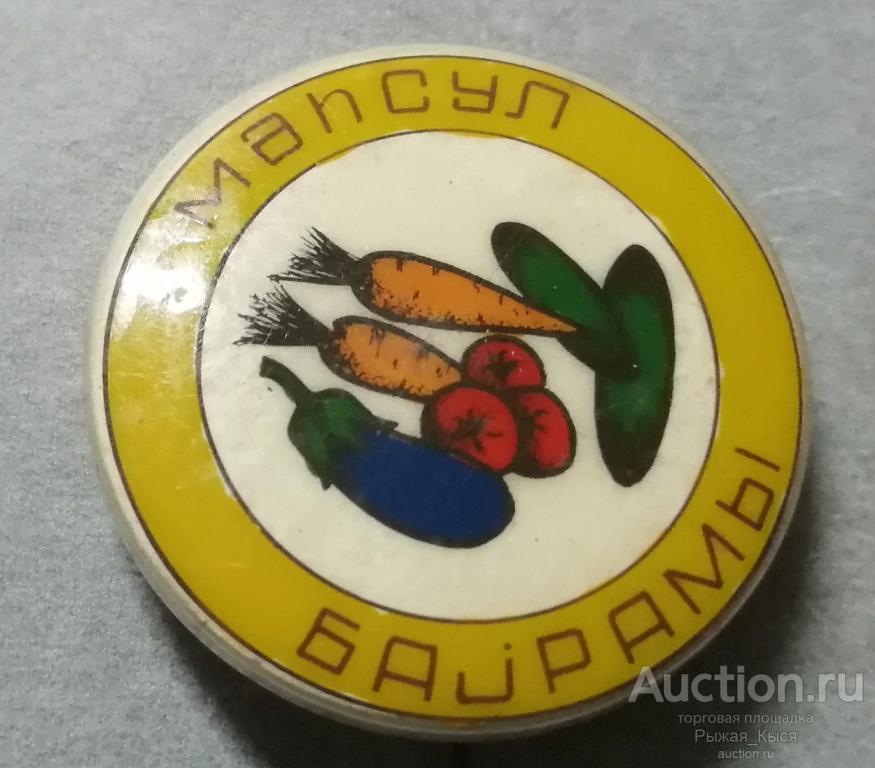 МӘҺСУЛ
БАЈРАМЫ
Auction.ru
торговая площадка
Рыжая_Кыся
auction.ru